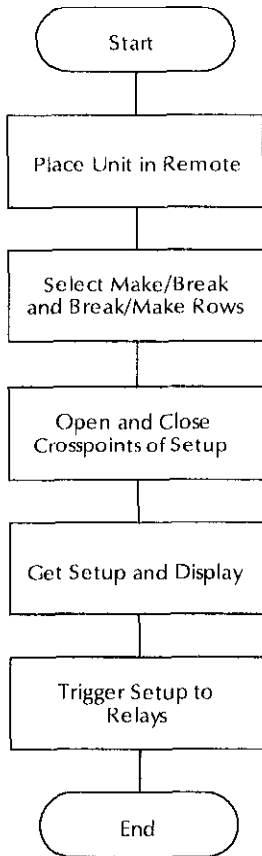 Start
Place Unit in Remote
Select Make/Break
and Break/Make Rows
Open and Close
Crosspoints of Setup
Get Setup and Display
Trigger Setup to
Relays
End